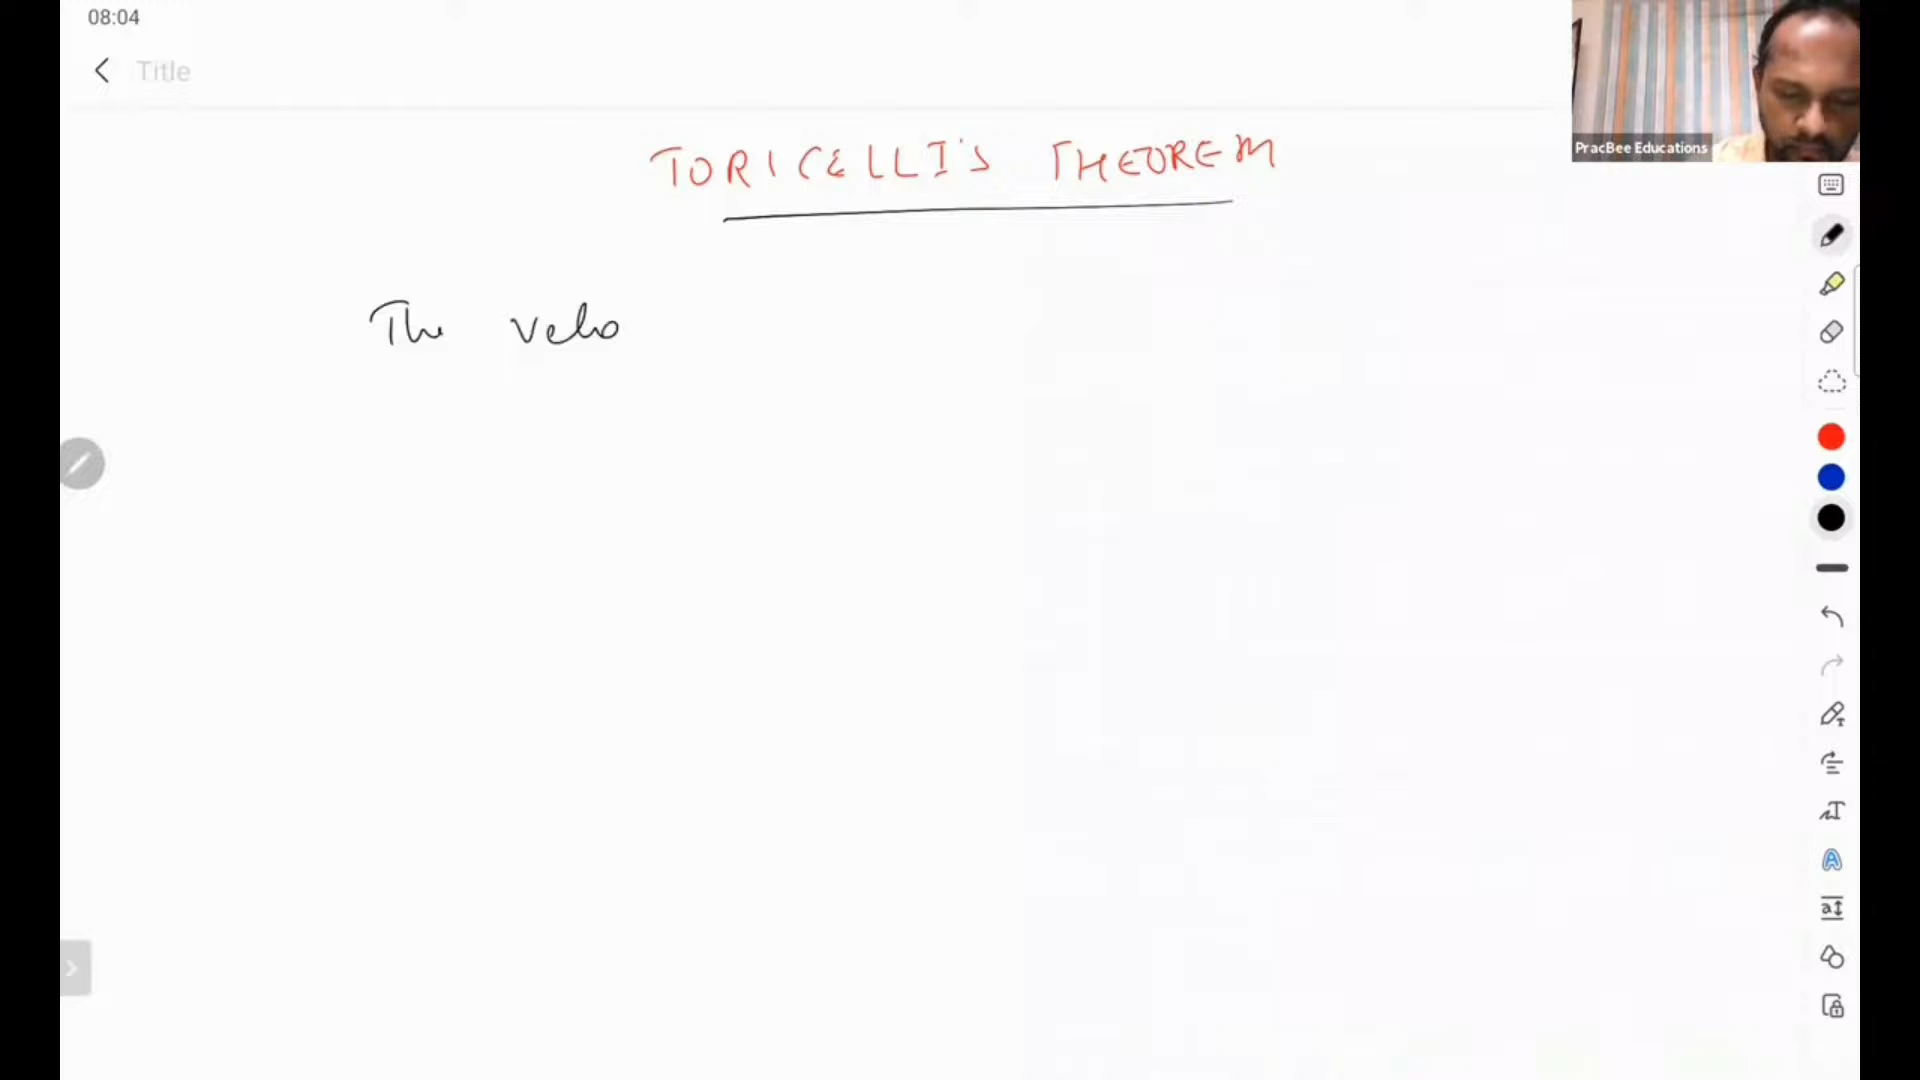 08:04
Title
PracBee Educations
TORICELLI'S THEOREM
The velo